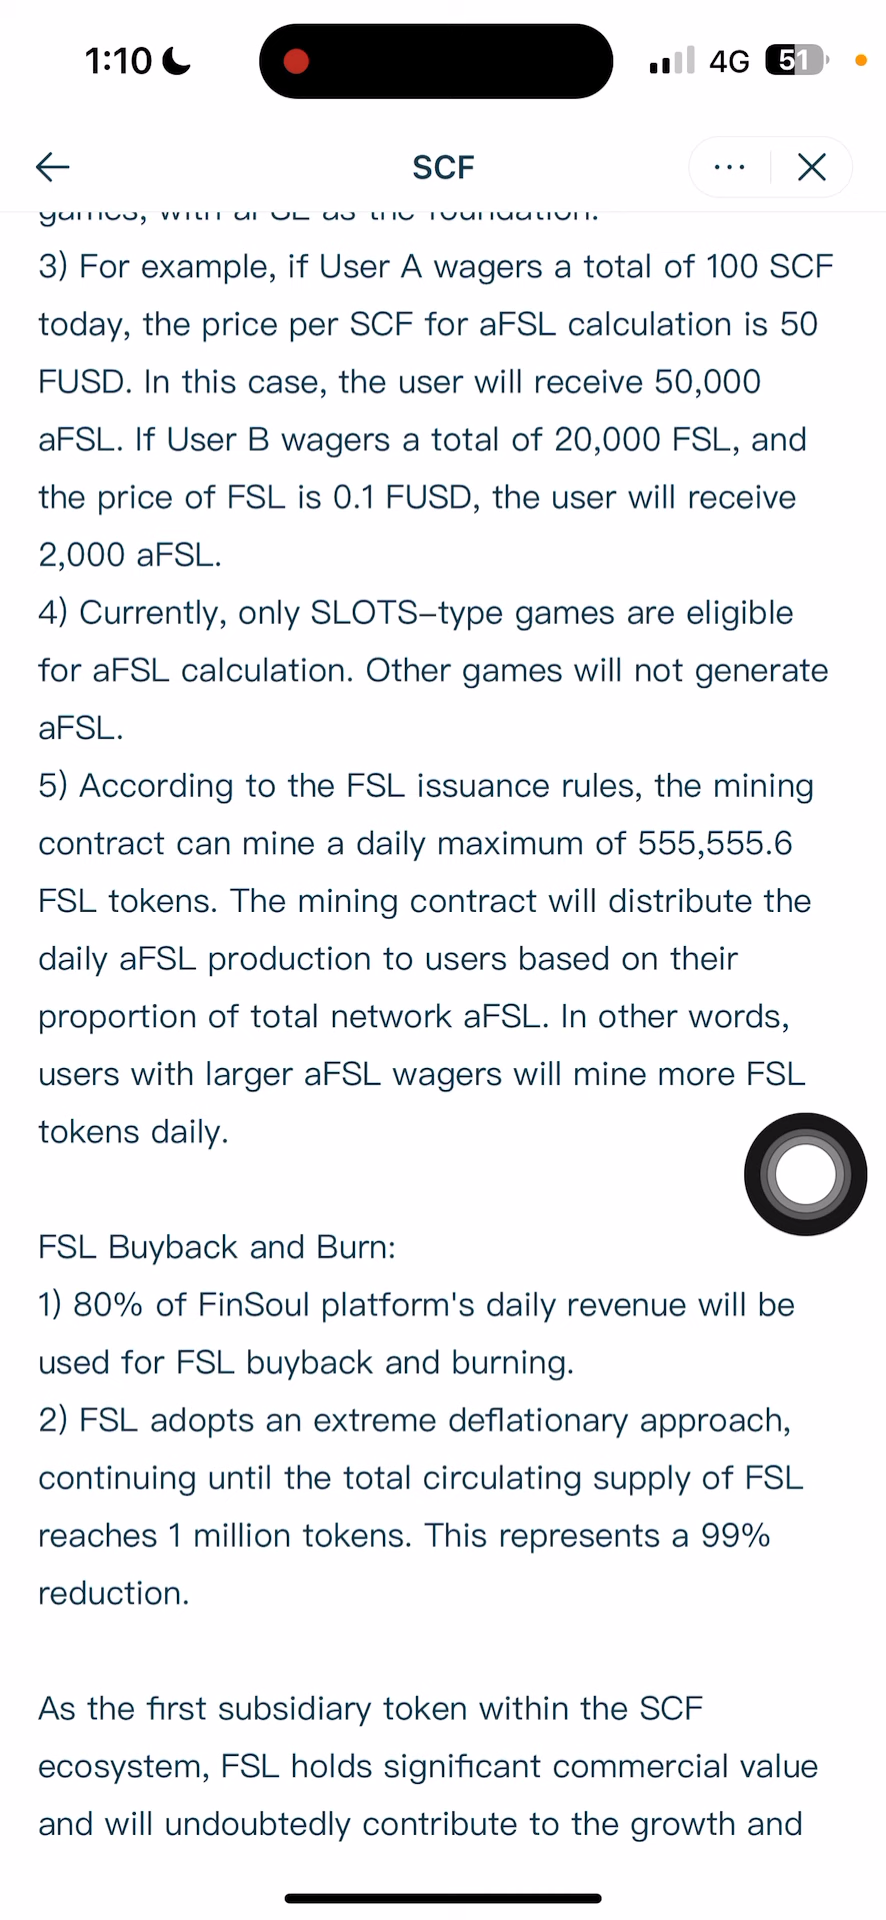 1:10
4G
51
SCF
3) For example, if User A wagers a total of 100 SCF
today, the price per SCF for aFSL calculation is 50
FUSD. In this case, the user will receive 50,000
aFSL. If User B wagers a total of 20,000 FSL, and
the price of FSL is 0.1 FUSD, the user will receive
2,000 aFSL.
4) Currently, only SLOTS–type games are eligible
for aFSL calculation. Other games will not generate
aFSL.
5) According to the FSL issuance rules, the mining
contract can mine a daily maximum of 555,555.6
FSL tokens. The mining contract will distribute the
daily aFSL production to users based on their
proportion of total network aFSL. In other words,
users with larger aFSL wagers will mine more FSL
tokens daily.
FSL Buyback and Burn:
1) 80% of FinSoul platform's daily revenue will be
used for FSL buyback and burning.
2) FSL adopts an extreme deflationary approach,
continuing until the total circulating supply of FSL
reaches 1 million tokens. This represents a 99%
reduction.
As the first subsidiary token within the SCF
ecosystem, FSL holds significant commercial value
and will undoubtedly contribute to the growth and